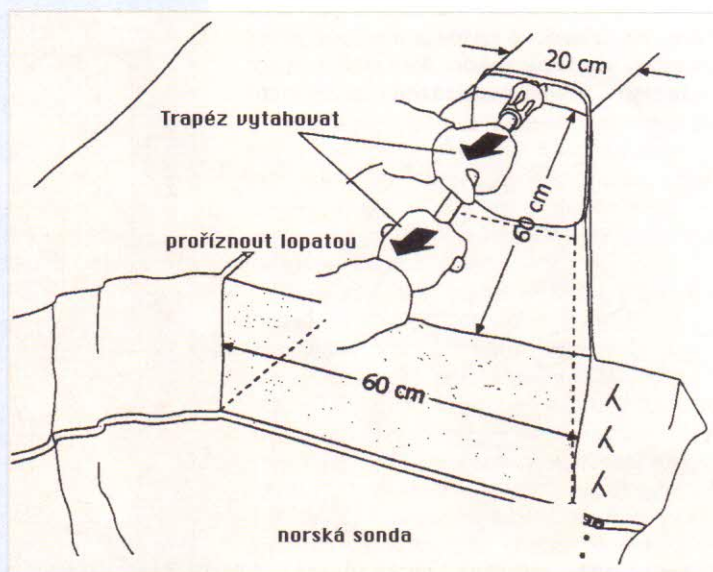 20 cm
Trapéz vytahovat
60 cm
proříznout lopatou
60 cm
norská sonda